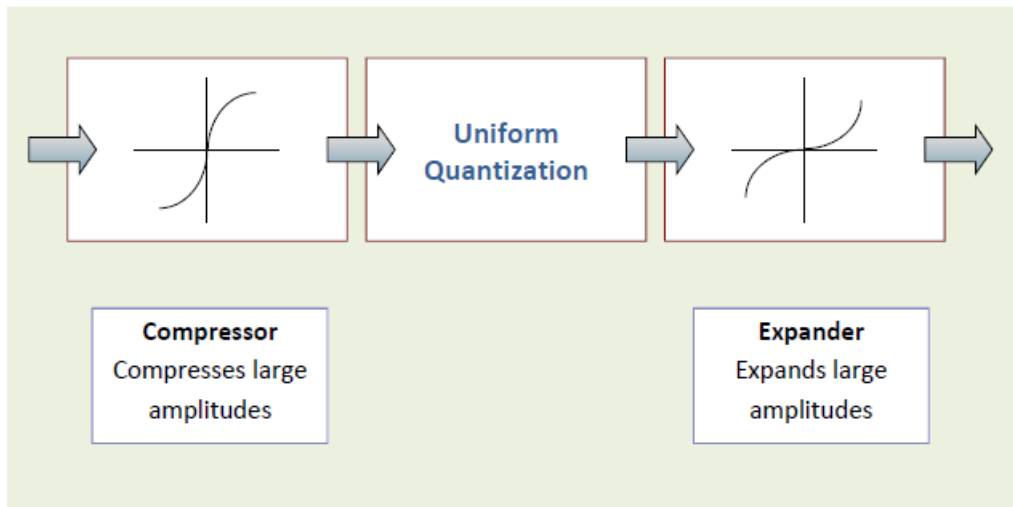 Uniform
Quantization
Compressor
Compresses large
amplitudes
Expander
Expands large
amplitudes